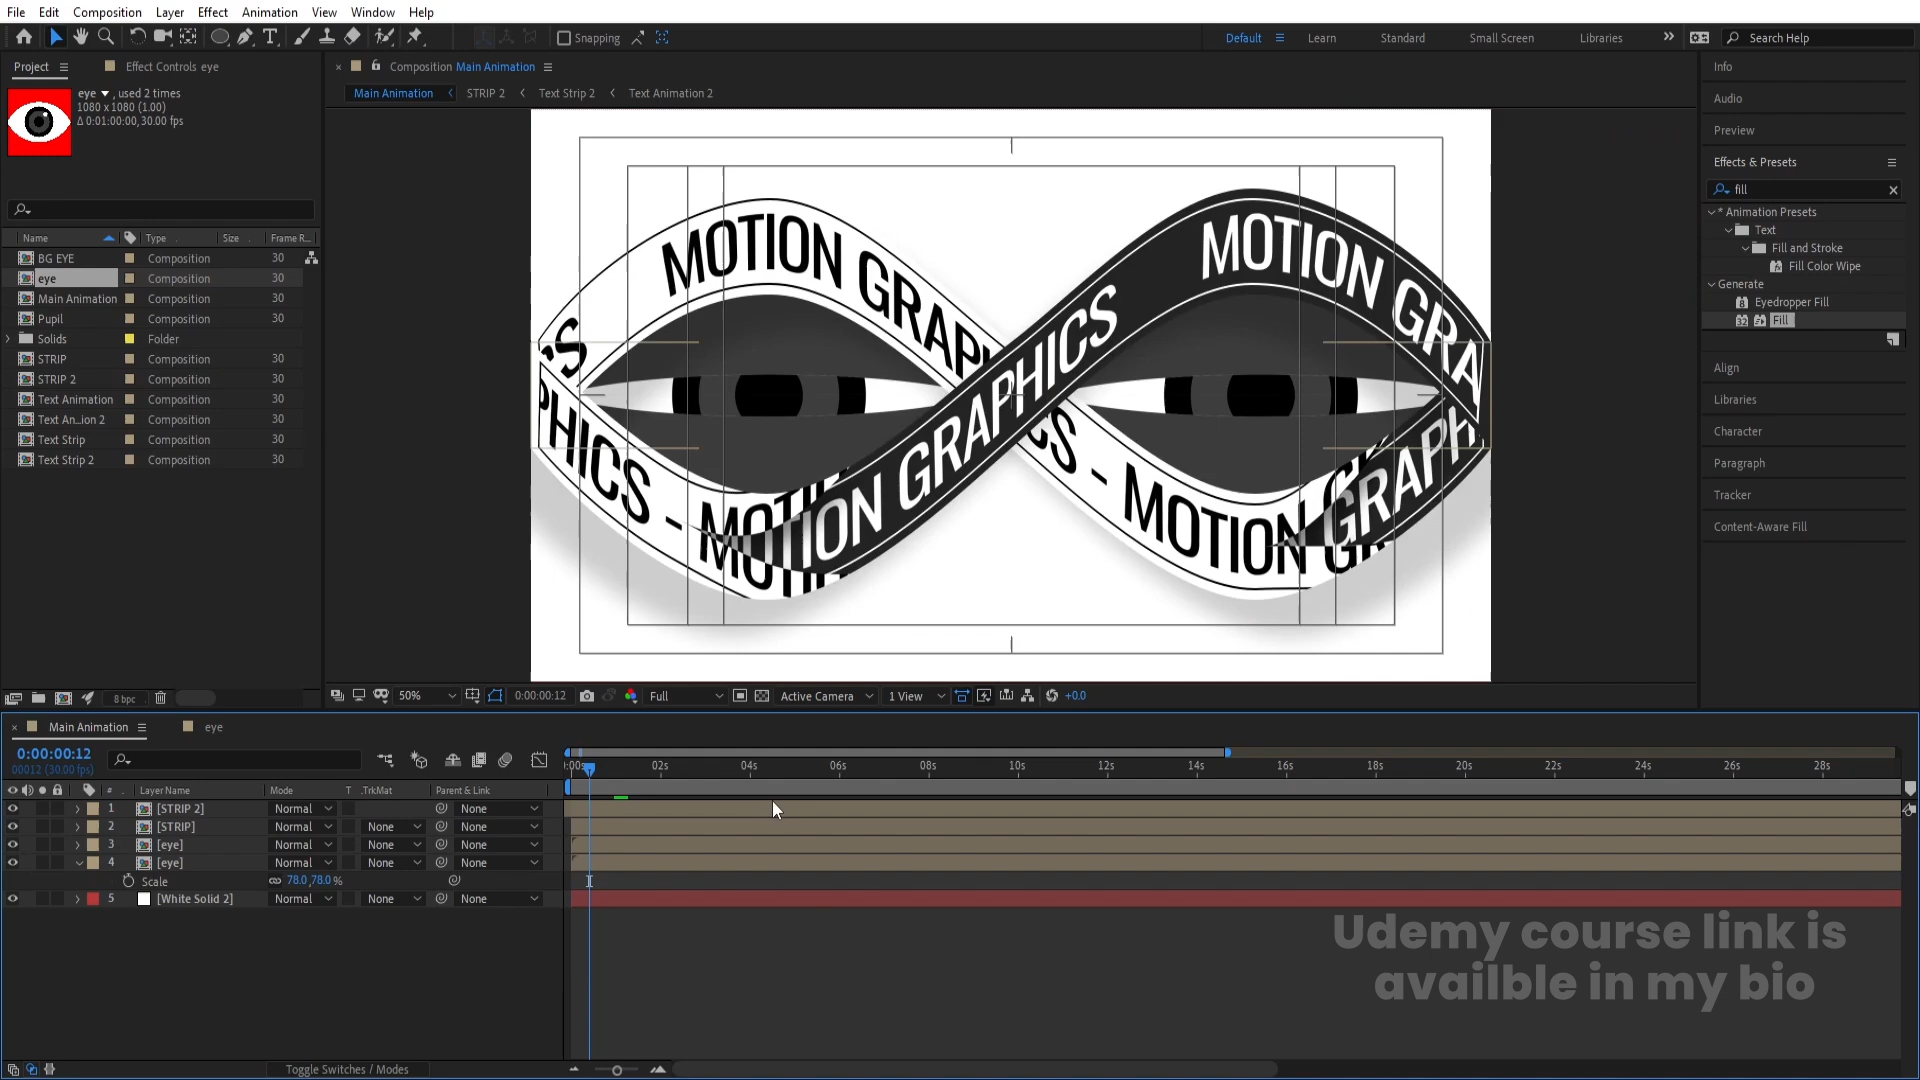 File Edit Composition Layer Effect Animation View Window Help
Snapping
Default Learn Standard Small Screen Libraries Search Help
Project Effect Controls eye
eye , used 2 times
1080 x 1080 (1.00)
Δ 0:01:00:00, 30.00 fps
Name Type Size Frame R...
BG EYE Composition 30
eye Composition 30
Main Animation Composition 30
Pupil Composition 30
Solids Folder
STRIP Composition 30
STRIP 2 Composition 30
Text Animation Composition 30
Text An...ion 2 Composition 30
Text Strip Composition 30
Text Strip 2 Composition 30
8 bpc
Composition Main Animation
Main Animation STRIP 2 Text Strip 2 Text Animation 2
MOTION GRAPHICS
MOTION GRA
CS
MOTION GRAPHICS
PHICS - MOTION
CS - MOTION GR
GRAPH
50% 0:00:00:12 Full Active Camera 1 View +0.0
Info
Audio
Preview
Effects & Presets
fill
* Animation Presets
Text
Fill and Stroke
Fill Color Wipe
Generate
Eyedropper Fill
Fill
Align
Libraries
Character
Paragraph
Tracker
Content-Aware Fill
Main Animation eye
0:00:00:12
00012 (30.00 fps)
:00s 02s 04s 06s 08s 10s 12s 14s 16s 18s 20s 22s 24s 26s 28s
# Layer Name Mode T .TrkMat Parent & Link
1 [STRIP 2] Normal None
2 [STRIP] Normal None None
3 [eye] Normal None None
4 [eye] Normal None None
Scale 78.0,78.0 %
5 [White Solid 2] Normal None None
Toggle Switches / Modes
Udemy course link is
availble in my bio